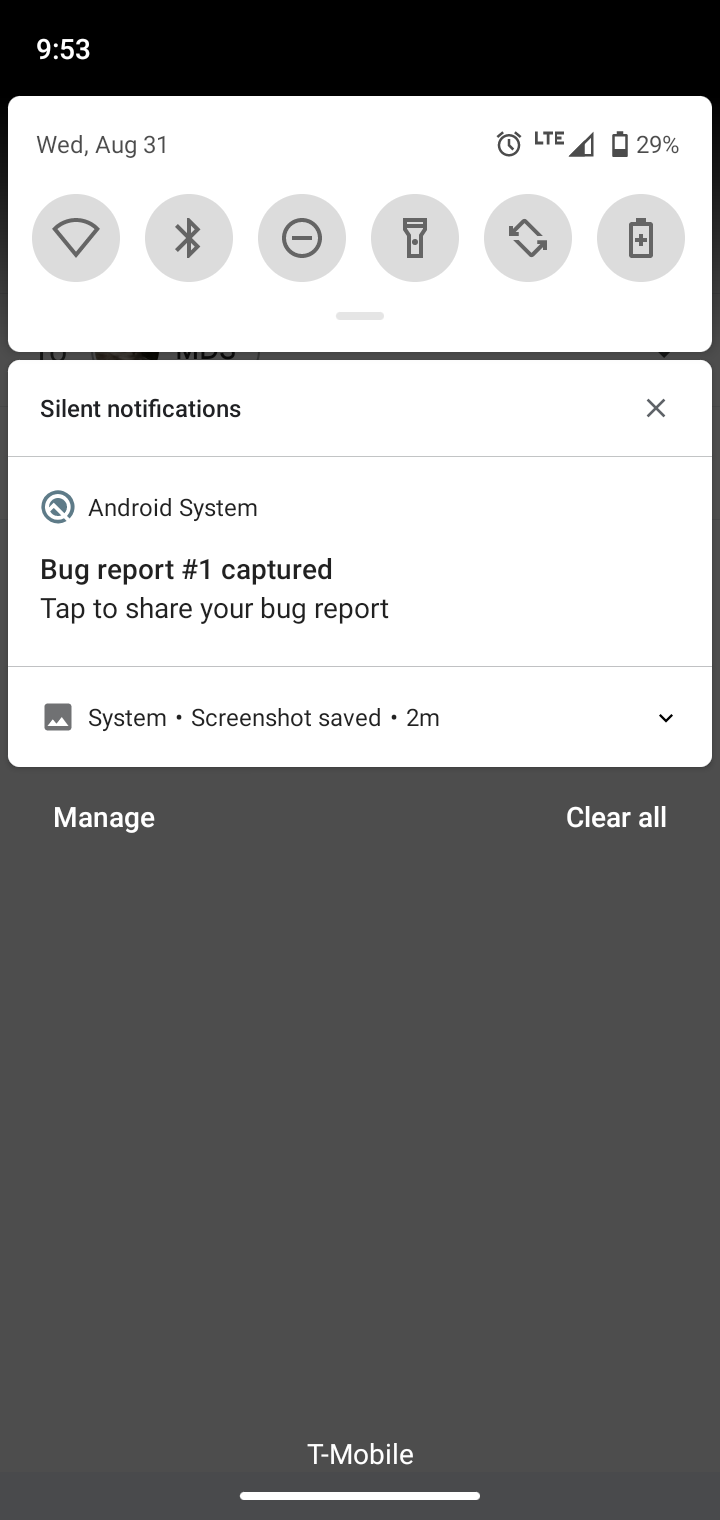 9:53
Wed, Aug 31
LTE
29%
Silent notifications
Android System
Bug report #1 captured
Tap to share your bug report
System • Screenshot saved • 2m
Manage
Clear all
T-Mobile